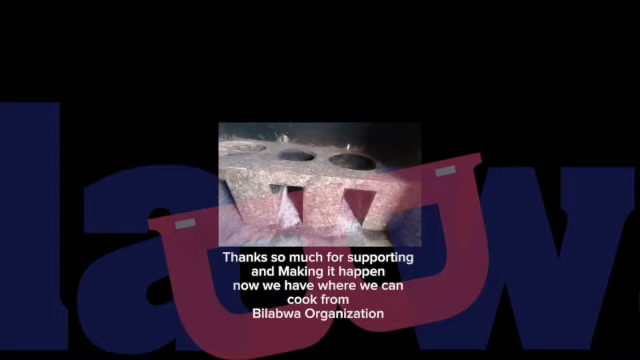 law
Thanks so much for supporting
and Making it happen
now we have where we can
cook from
Bilabwa Organization